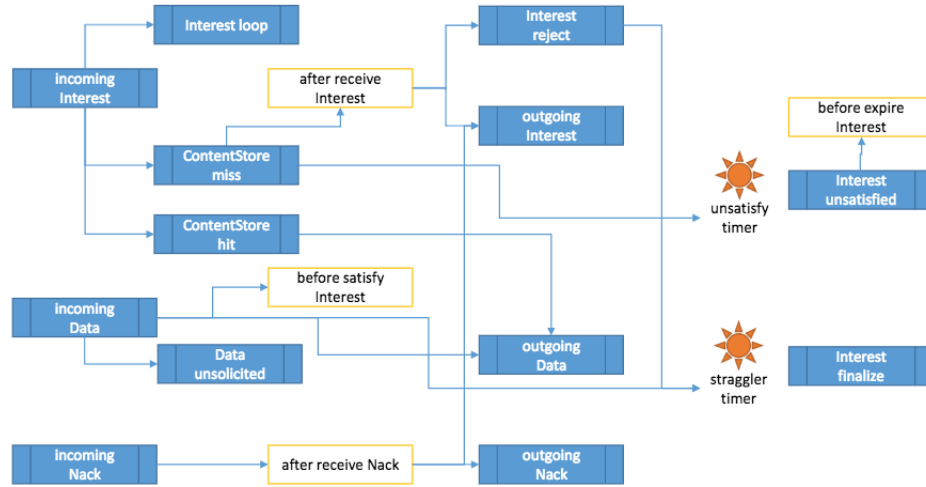 Interest loop
incoming
Interest
ContentStore
miss
ContentStore
hit
after receive
Interest
Interest
reject
outgoing
Interest
before expire
Interest
unsatisfy
timer
Interest
unsatisfied
incoming
Data
before satisfy
Interest
Data
unsolicited
outgoing
Data
straggler
timer
Interest
finalize
incoming
Nack
after receive Nack
outgoing
Nack